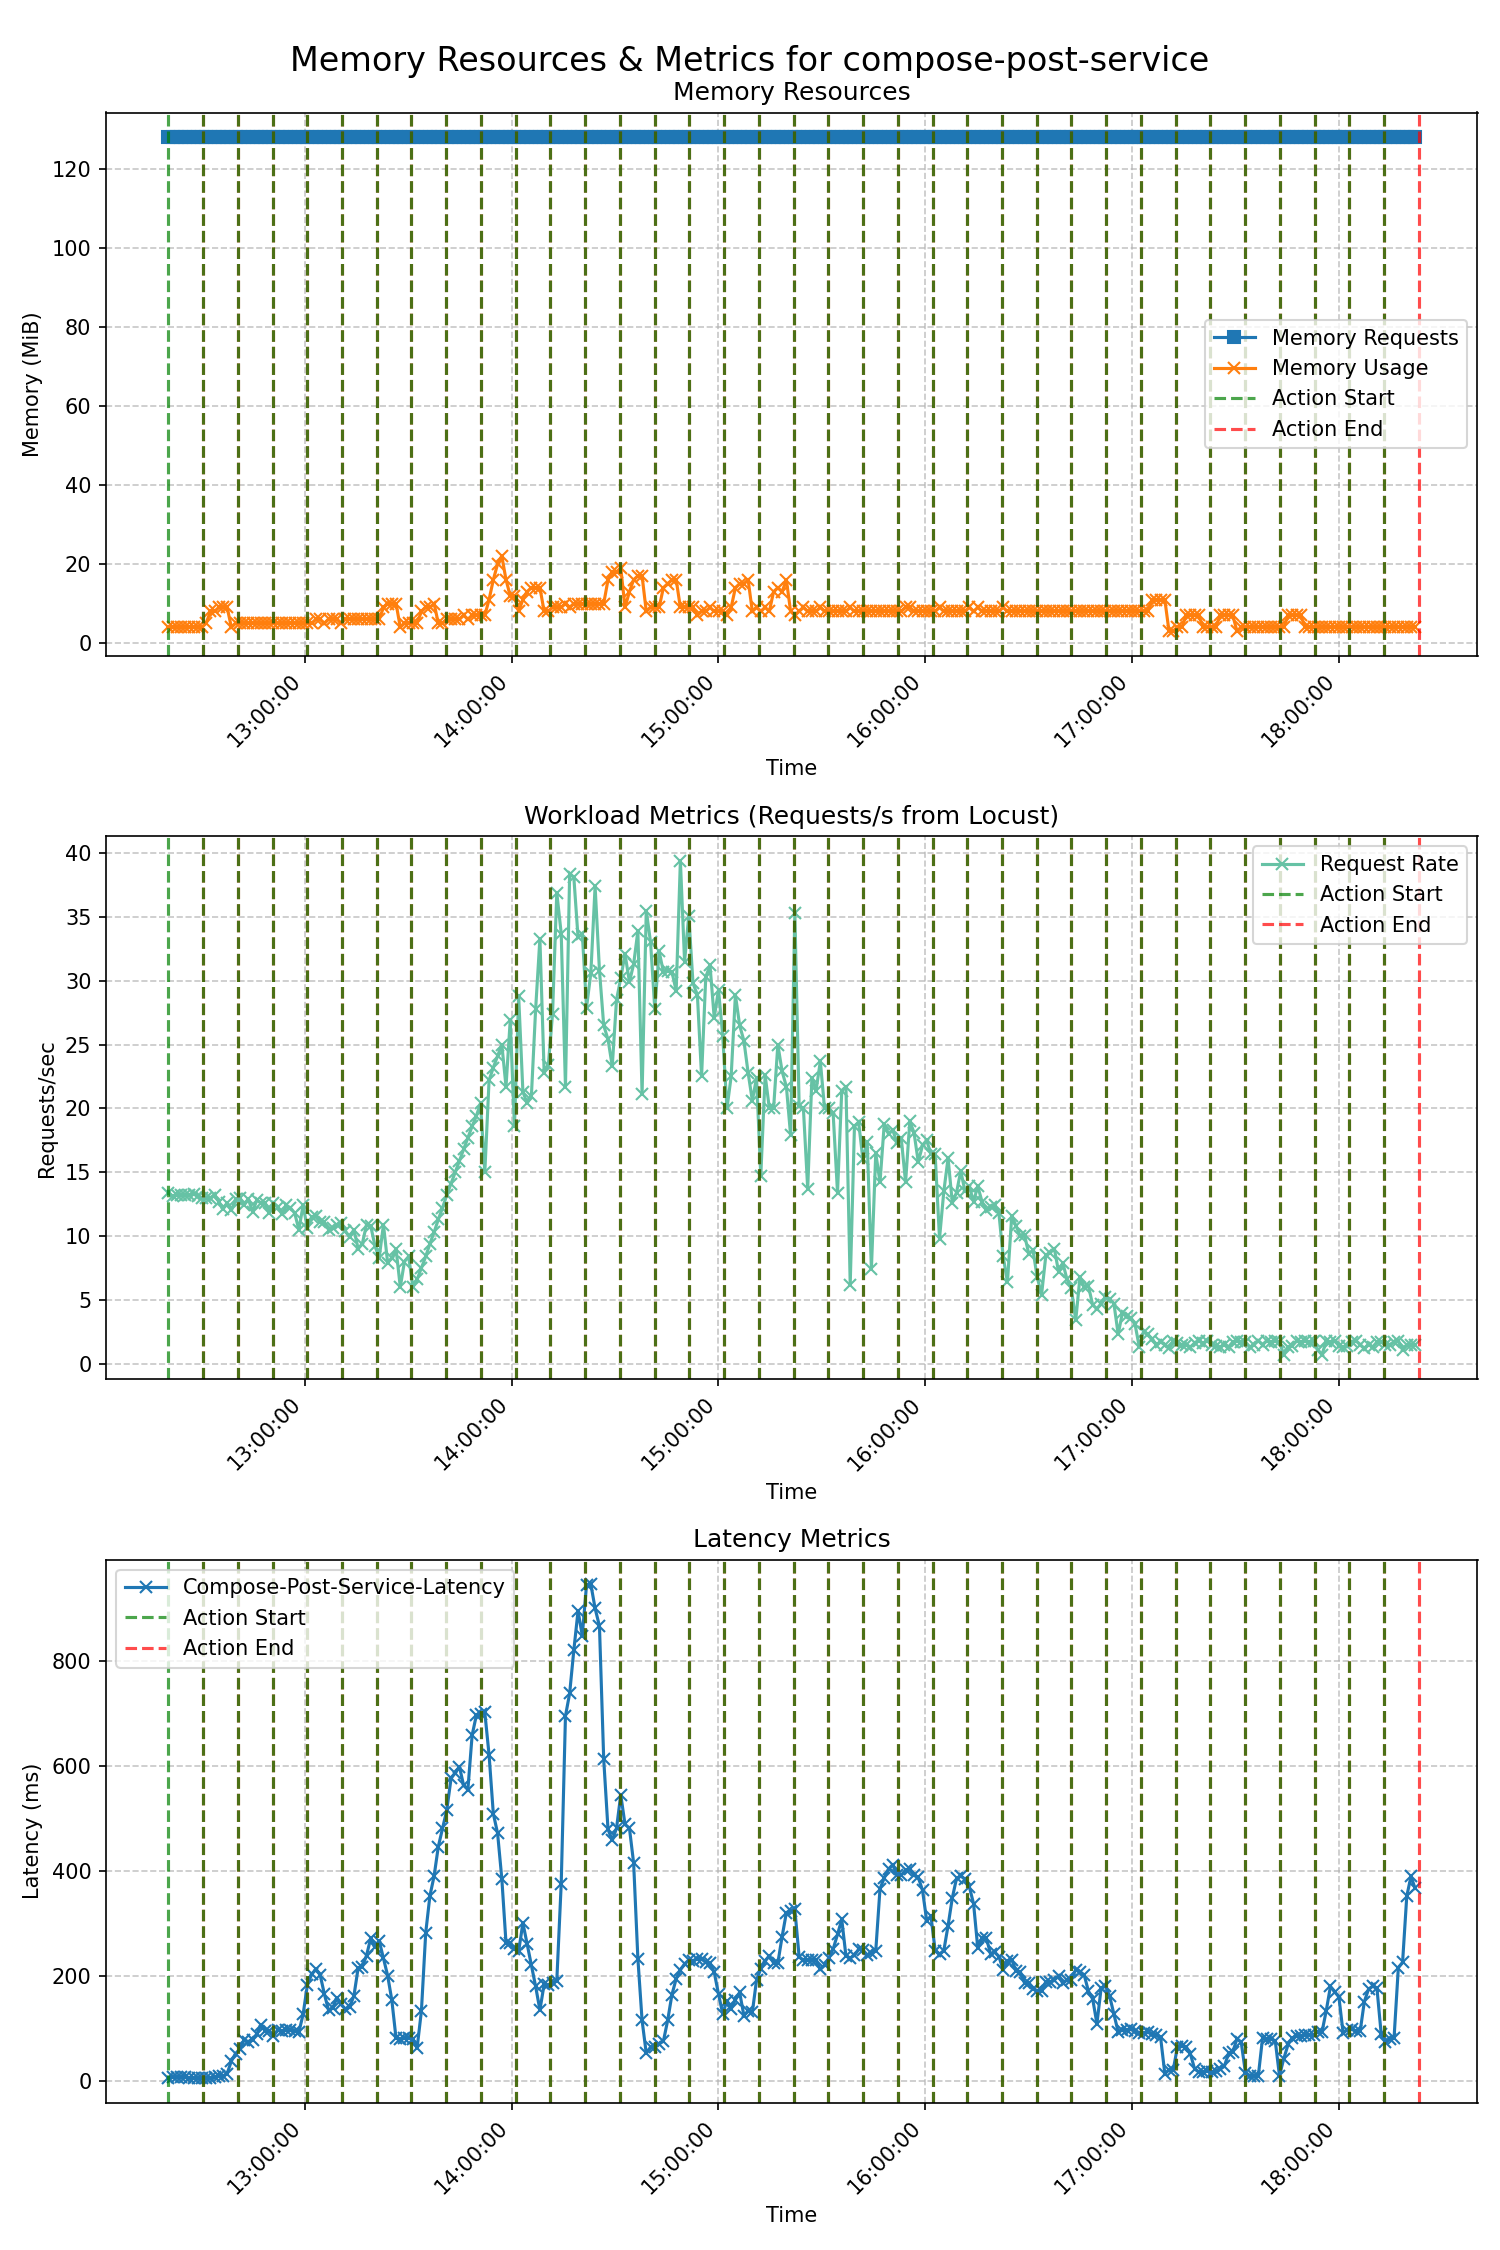 Memory Resources & Metrics for compose-post-service
Memory Resources
120
100
80
60
40
20
0
Memory (MiB)
Memory Requests
Memory Usage
Action Start
Action End
13:00:00
14:00:00
15:00:00
16:00:00
17:00:00
18:00:00
Time
Workload Metrics (Requests/s from Locust)
40
35
30
25
20
15
10
5
0
Requests/sec
Request Rate
Action Start
Action End
13:00:00
14:00:00
15:00:00
16:00:00
17:00:00
18:00:00
Time
Latency Metrics
Compose-Post-Service-Latency
Action Start
Action End
800
600
400
200
0
Latency (ms)
13:00:00
14:00:00
15:00:00
16:00:00
17:00:00
18:00:00
Time